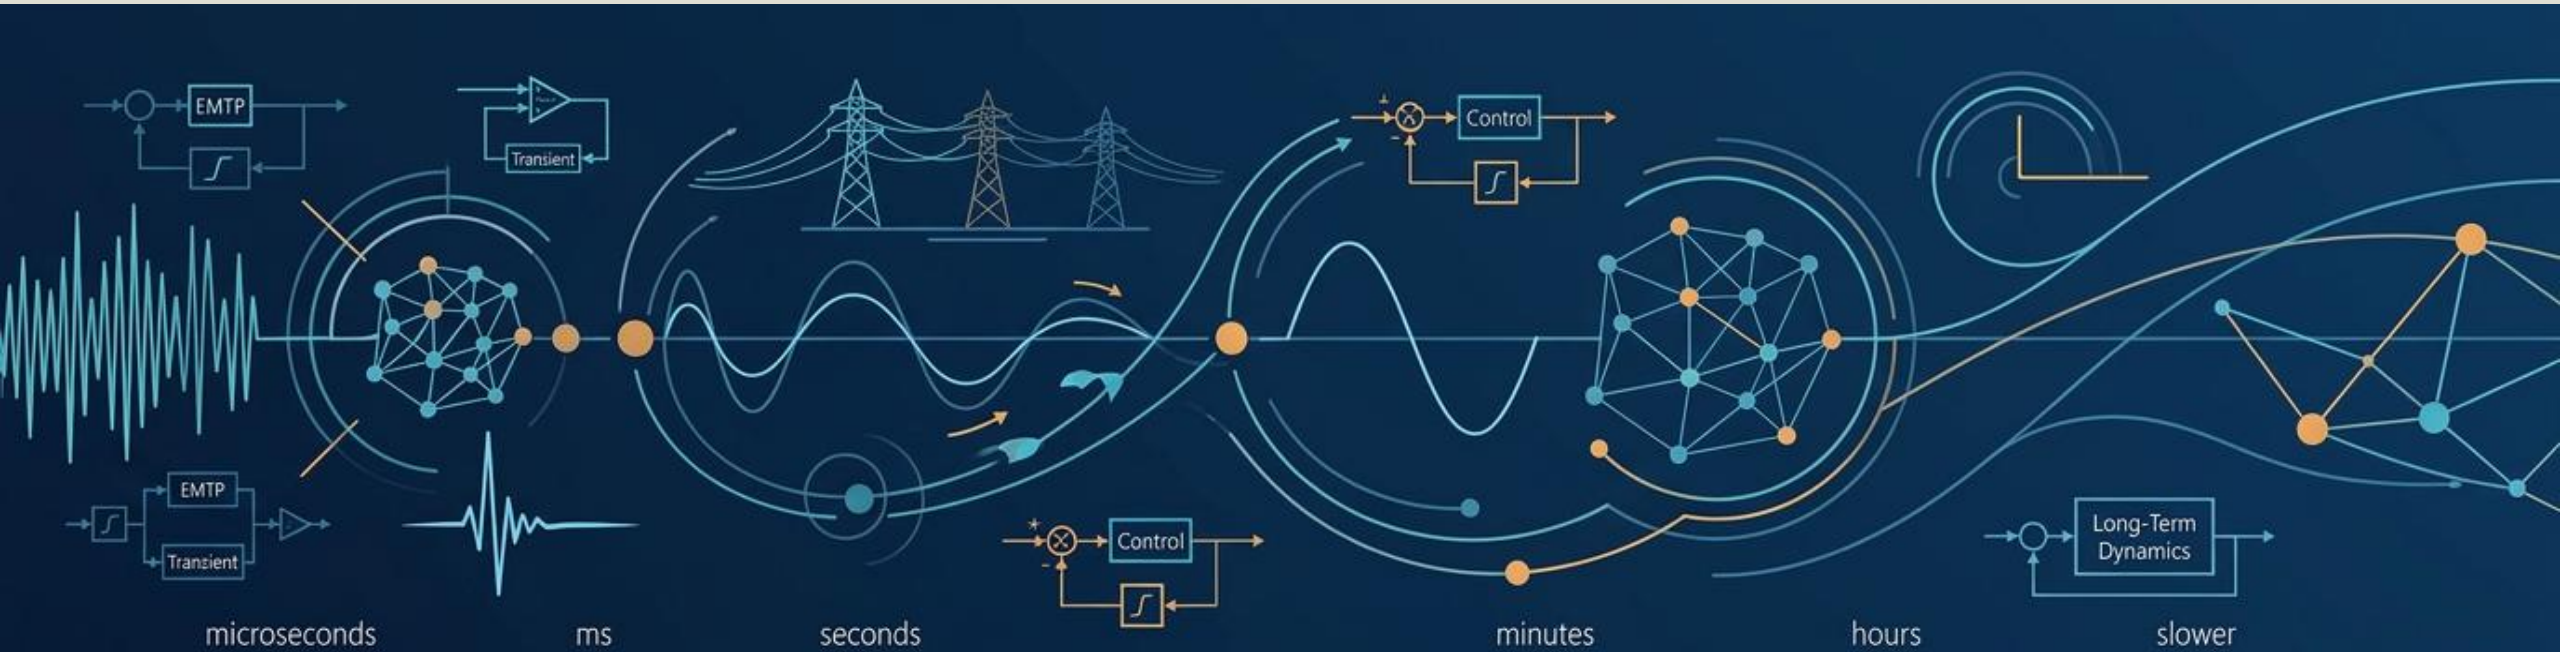 EMTP
Transient
Control
EMTP
Transient
Control
Long-Term
Dynamics
microseconds
ms
seconds
minutes
hours
slower